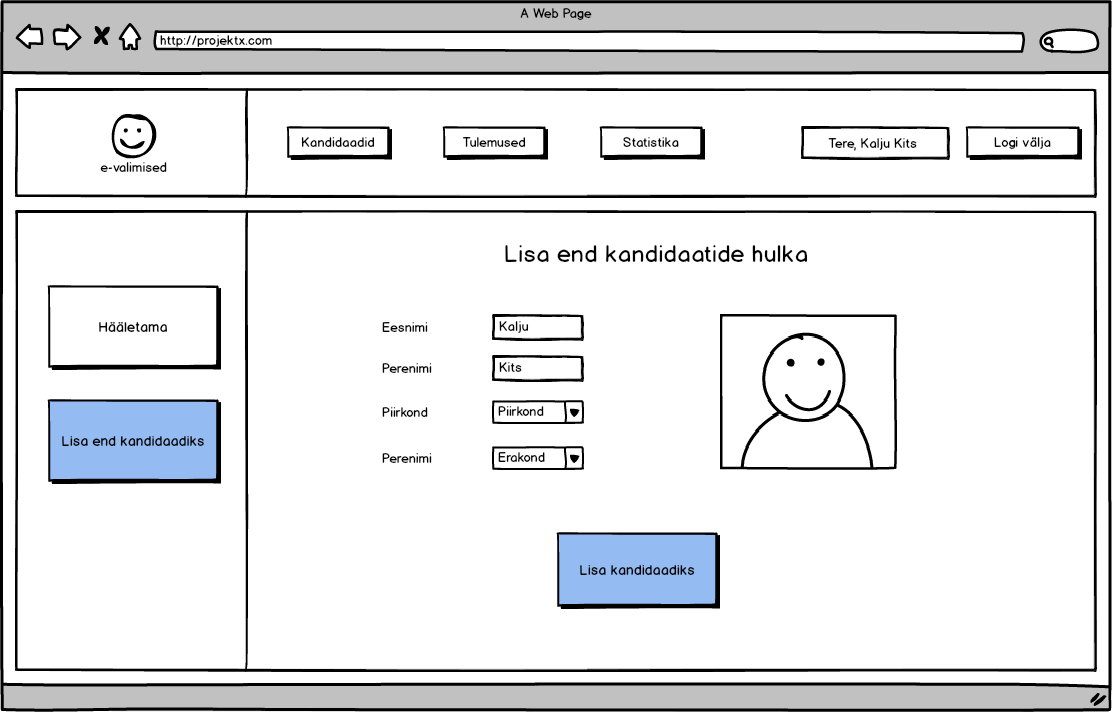 A Web Page
http://projektx.com
e-valimised
Kandidaadid
Tulemused
Statistika
Tere, Kalju Kits
Logi välja
Hääletama
Lisa end kandidaadiks
Lisa end kandidaatide hulka
Eesnimi
Kalju
Perenimi
Kits
Piirkond
Piirkond
Perenimi
Erakond
Lisa kandidaadiks